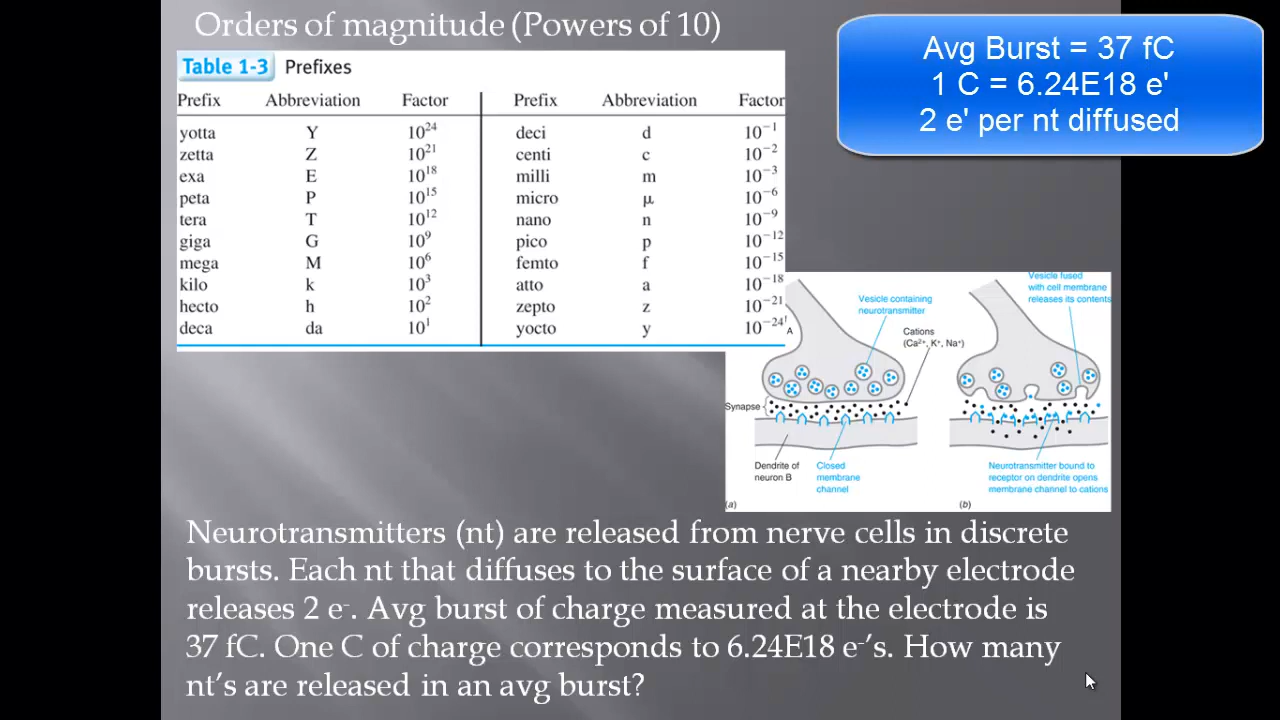 Orders of magnitude (Powers of 10)
Avg Burst = 37 fC
1 C = 6.24E18 e'
2 e' per nt diffused
Table 1-3 Prefixes
Prefix Abbreviation Factor Prefix Abbreviation Factor
yotta Y 10²⁴ deci d 10⁻¹
zetta Z 10²¹ centi c 10⁻²
exa E 10¹⁸ milli m 10⁻³
peta P 10¹⁵ micro μ 10⁻⁶
tera T 10¹² nano n 10⁻⁹
giga G 10⁹ pico p 10⁻¹²
mega M 10⁶ femto f 10⁻¹⁵
kilo k 10³ atto a 10⁻¹⁸
hecto h 10² zepto z 10⁻²¹
deca da 10¹ yocto y 10⁻²⁴
A
Vesicle containing
neurotransmitter
Cations
(Ca²⁺, K⁺, Na⁺)
Synapse
Dendrite of
neuron B
Closed
membrane
channel
(a)
Vesicle fused
with cell membrane
releases its contents
Neurotransmitter bound to
receptor on dendrite opens
membrane channel to cations
(b)
Neurotransmitters (nt) are released from nerve cells in discrete
bursts. Each nt that diffuses to the surface of a nearby electrode
releases 2 e⁻. Avg burst of charge measured at the electrode is
37 fC. One C of charge corresponds to 6.24E18 e⁻'s. How many
nt's are released in an avg burst?